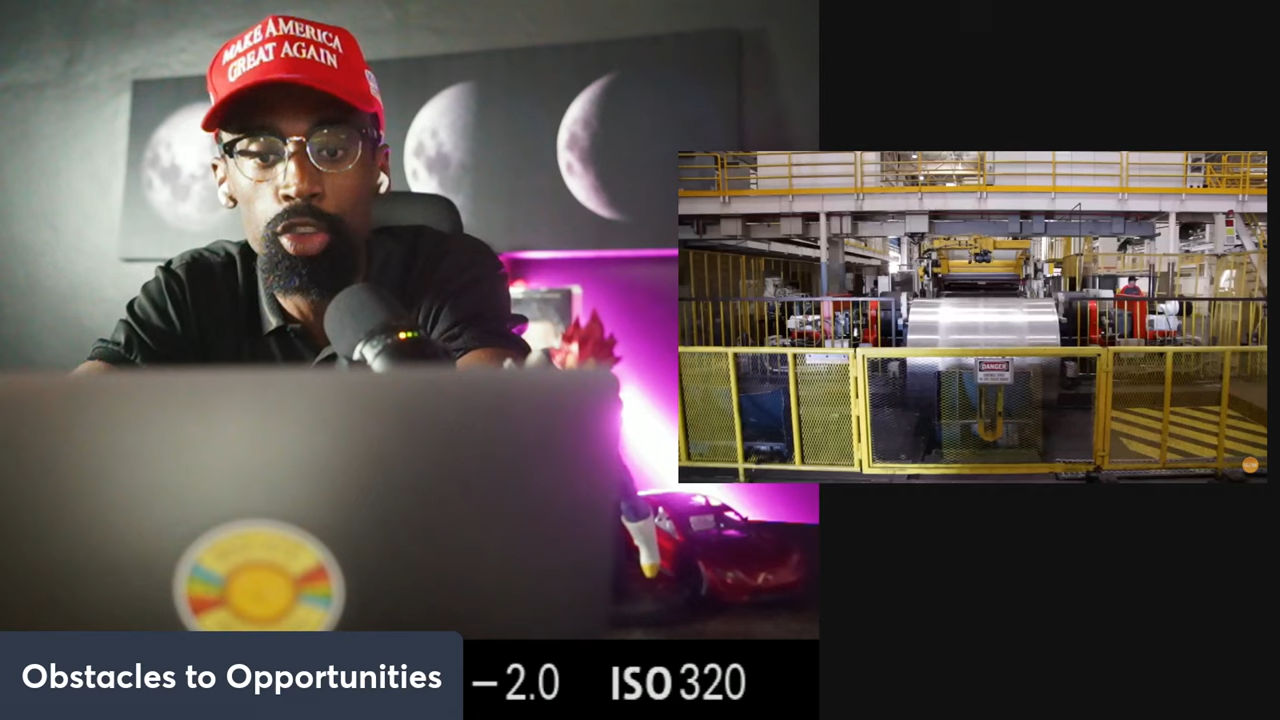 MAKE AMERICA
GREAT AGAIN
DANGER
Obstacles to Opportunities
–2.0 ISO 320